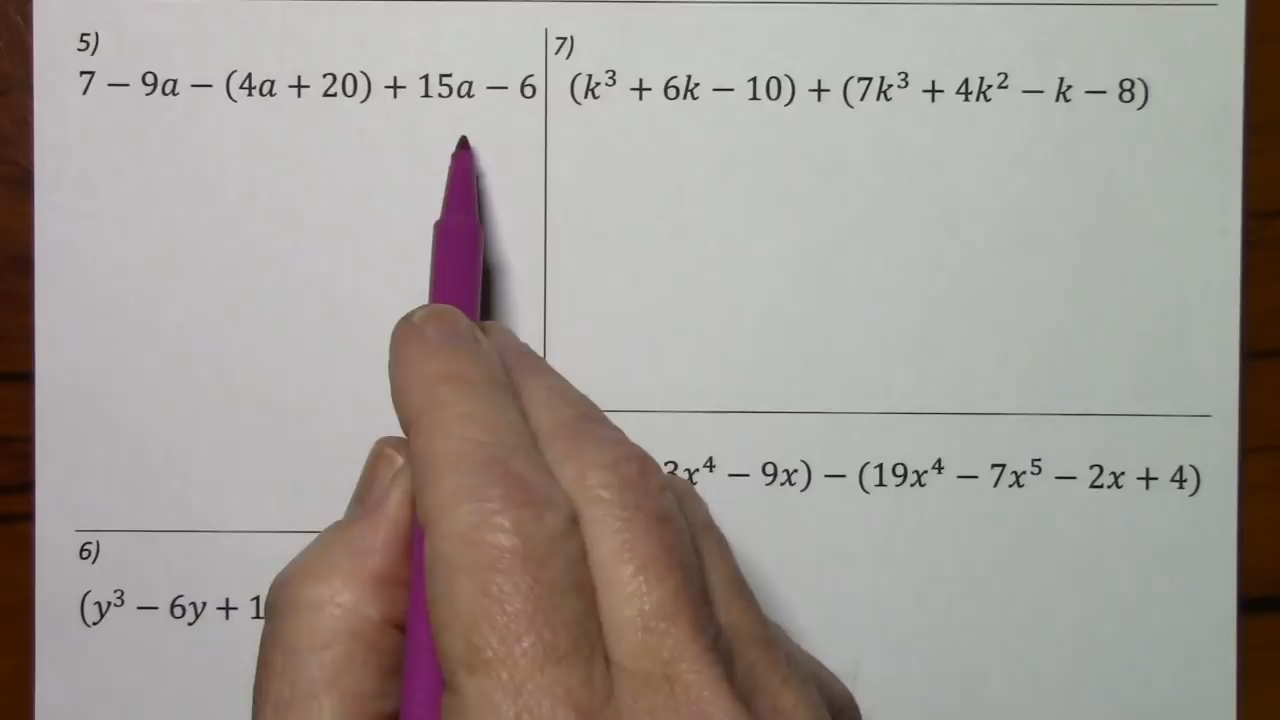 5)
7 − 9a − (4a + 20) + 15a − 6
7)
(k³ + 6k − 10) + (7k³ + 4k² − k − 8)
3x⁴ − 9x) − (19x⁴ − 7x⁵ − 2x + 4)
6)
(y³ − 6y + 1